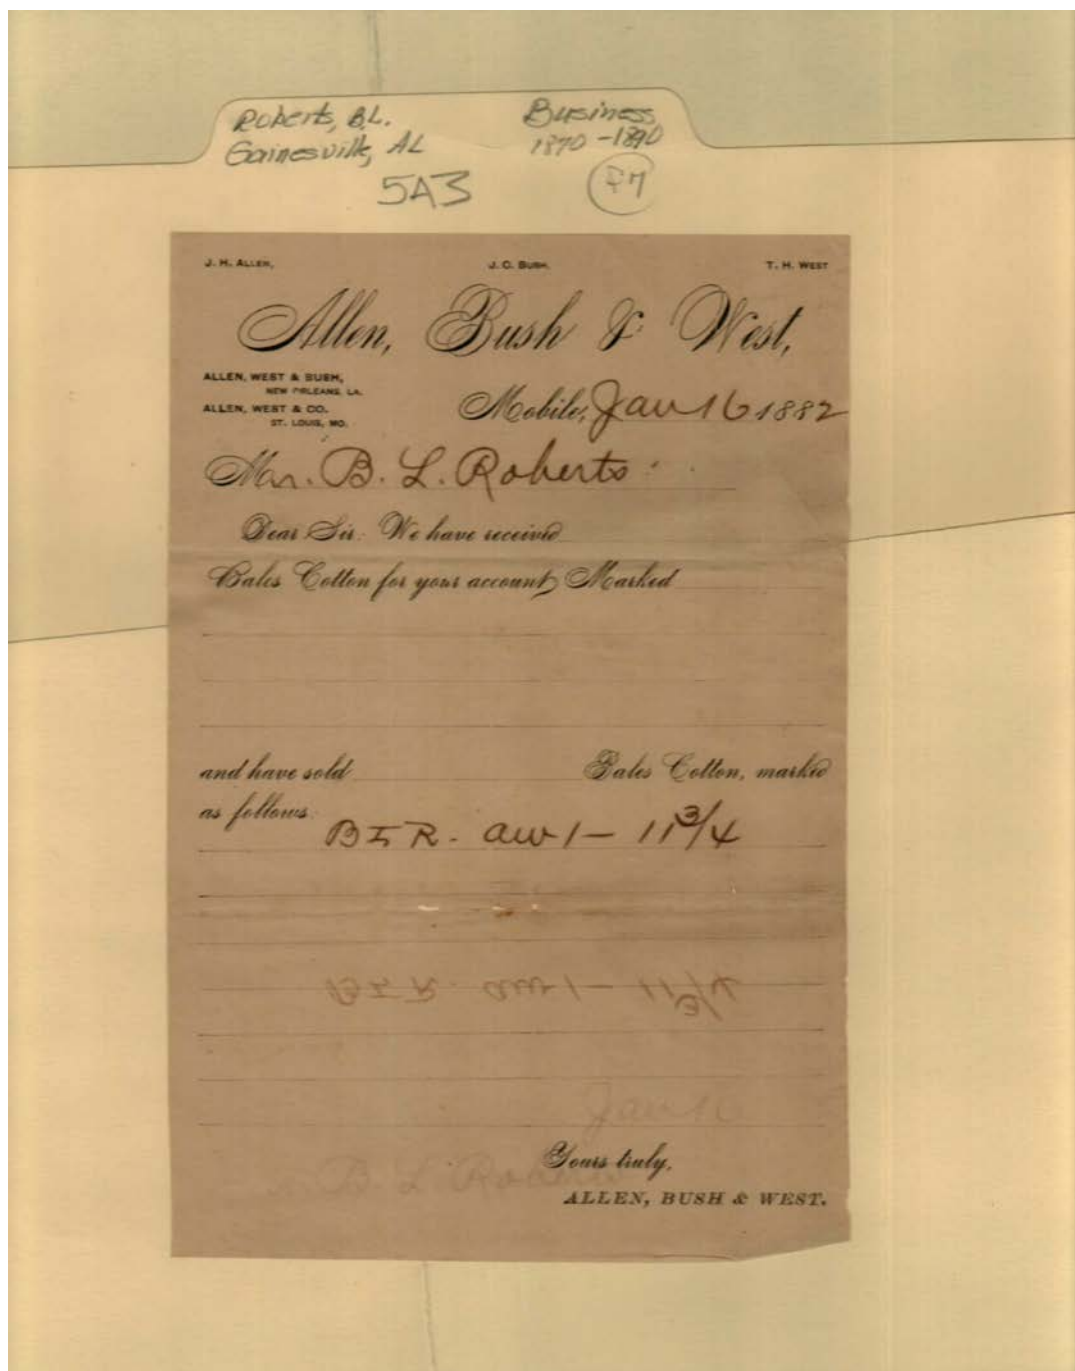 Roberts, B.L. Business
Gainesville, AL 1870-1890
5A3 F7
J. H. ALLEN, J. C. BUSH, T. H. WEST
Allen, Bush & West,
ALLEN, WEST & BUSH,
NEW ORLEANS, LA.
ALLEN, WEST & CO.
ST. LOUIS, MO.
Mobile, Jan 16 1882
Mr. B. L. Roberts
Dear Sir: We have received
Bales Cotton for your account, Marked
and have sold Bales Cotton, marked
as follows:
B I R. aw 1 - 11 3/4
Yours truly,
ALLEN, BUSH & WEST.